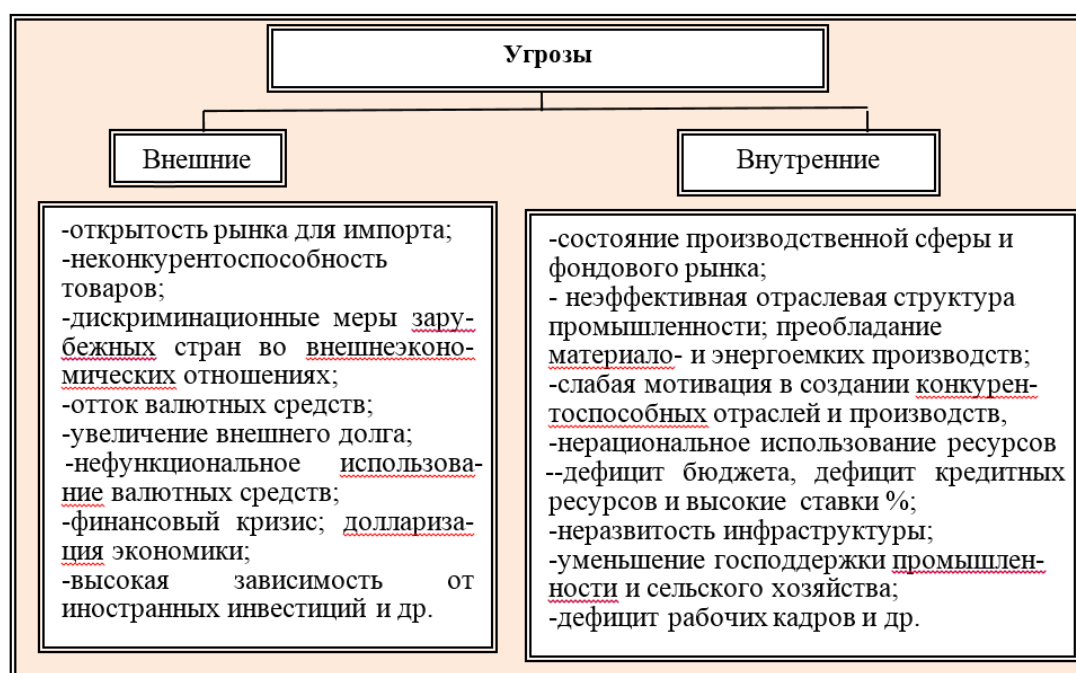 Угрозы
Внешние
Внутренние
-открытость рынка для импорта;
-неконкурентоспособность
товаров;
-дискриминационные меры зару-
бежных стран во внешнеэконо-
мических отношениях;
-отток валютных средств;
-увеличение внешнего долга;
-нефункциональное использова-
ние валютных средств;
-финансовый кризис; доллариза-
ция экономики;
-высокая зависимость от
иностранных инвестиций и др.
-состояние производственной сферы и
фондового рынка;
- неэффективная отраслевая структура
промышленности; преобладание
материало- и энергоемких производств;
-слабая мотивация в создании конкурен-
тоспособных отраслей и производств,
-нерациональное использование ресурсов
--дефицит бюджета, дефицит кредитных
ресурсов и высокие ставки %;
-неразвитость инфраструктуры;
-уменьшение господдержки промышлен-
ности и сельского хозяйства;
-дефицит рабочих кадров и др.